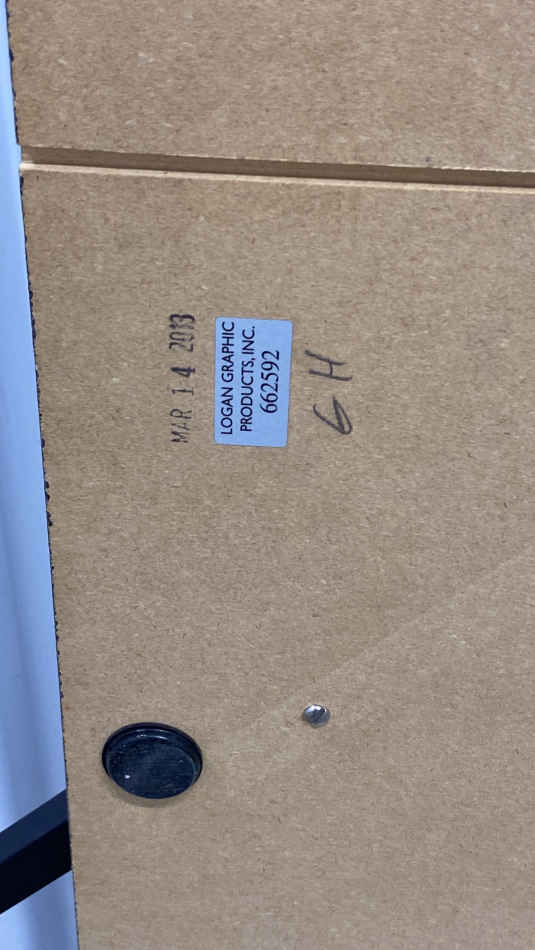 MAR 14 2013
LOGAN GRAPHIC
PRODUCTS, INC.
662592
GH